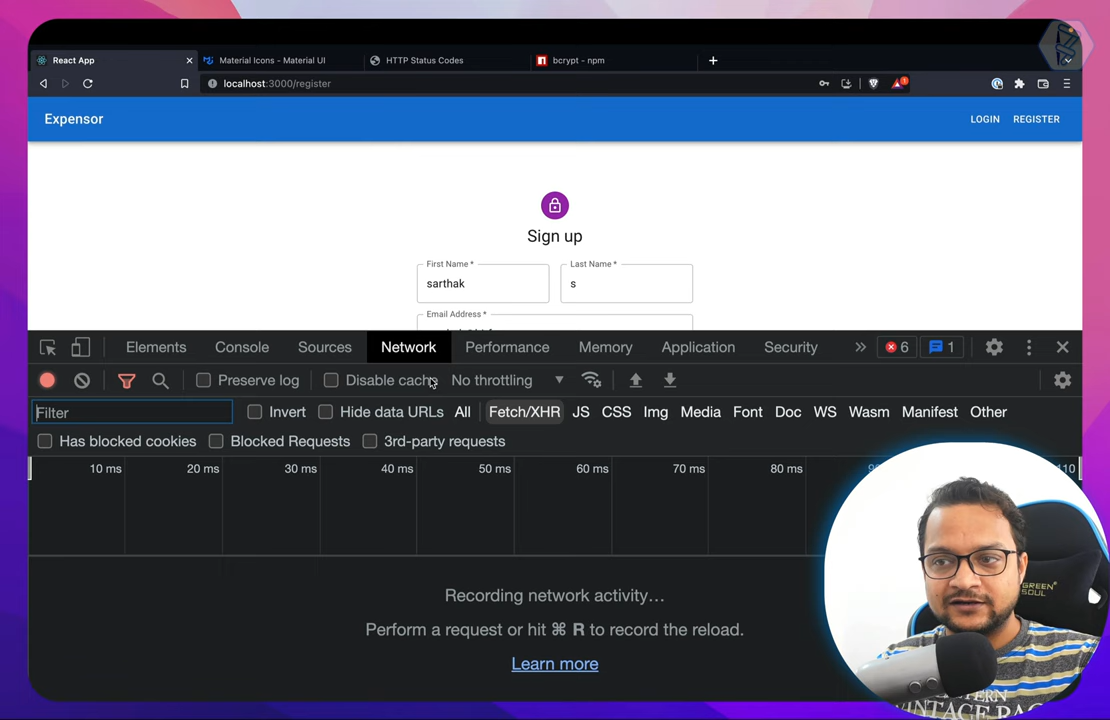 React App
Material Icons - Material UI
HTTP Status Codes
bcrypt - npm
localhost:3000/register
1
Expensor
LOGIN
REGISTER
Sign up
First Name *
Last Name *
sarthak
s
Email Address *
Elements
Console
Sources
Network
Performance
Memory
Application
Security
6
1
Preserve log
Disable cache
No throttling
Filter
Invert
Hide data URLs
All
Fetch/XHR
JS
CSS
Img
Media
Font
Doc
WS
Wasm
Manifest
Other
Has blocked cookies
Blocked Requests
3rd-party requests
10 ms
20 ms
30 ms
40 ms
50 ms
60 ms
70 ms
80 ms
110
Recording network activity…
Perform a request or hit ⌘ R to record the reload.
Learn more
GREEN
SOUL
VINTAGE